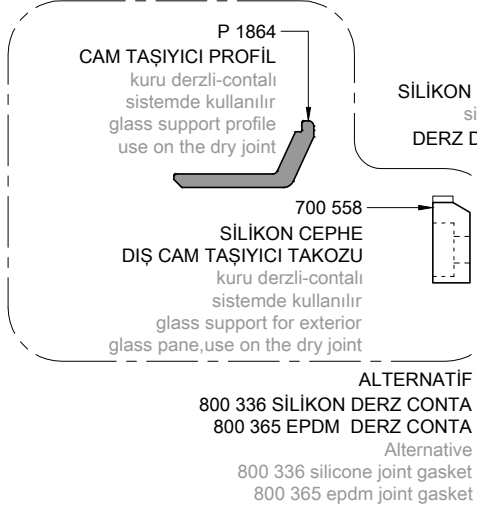 P 1864
CAM TAŞIYICI PROFİL
kuru derzli-contalı
sistemde kullanılır
glass support profile
use on the dry joint
SİLİKON
si
DERZ D
700 558
SİLİKON CEPHE
DIŞ CAM TAŞIYICI TAKOZU
kuru derzli-contalı
sistemde kullanılır
glass support for exterior
glass pane,use on the dry joint
ALTERNATİF
800 336 SİLİKON DERZ CONTA
800 365 EPDM DERZ CONTA
Alternative
800 336 silicone joint gasket
800 365 epdm joint gasket